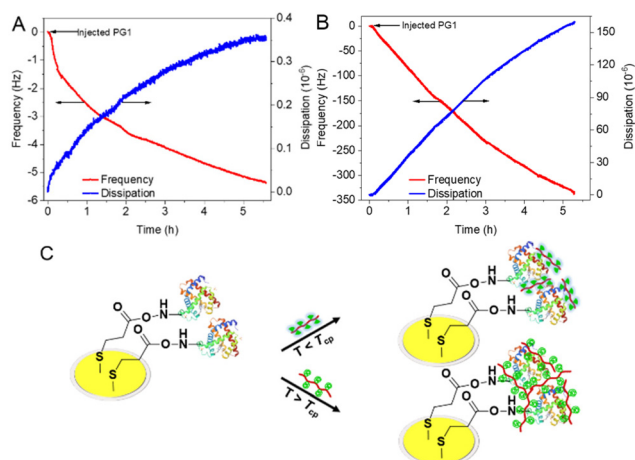 A
Injected PG1
0
-1
-2
-3
-4
-5
-6
Frequency (Hz)
0.4
0.3
0.2
0.1
0.0
Dissipation (10⁻⁶)
Frequency
Dissipation
0 1 2 3 4 5
Time (h)
B
Injected PG1
0
-50
-100
-150
-200
-250
-300
-350
Frequency (Hz)
150
120
90
60
30
0
Dissipation (10⁻⁶)
Frequency
Dissipation
0 1 2 3 4 5
Time (h)
C
O
O
H
N
O
O
H
N
S
S
T < Tcp
T > Tcp
O
O
H
N
O
O
H
N
S
S
O
O
H
N
O
O
H
N
S
S